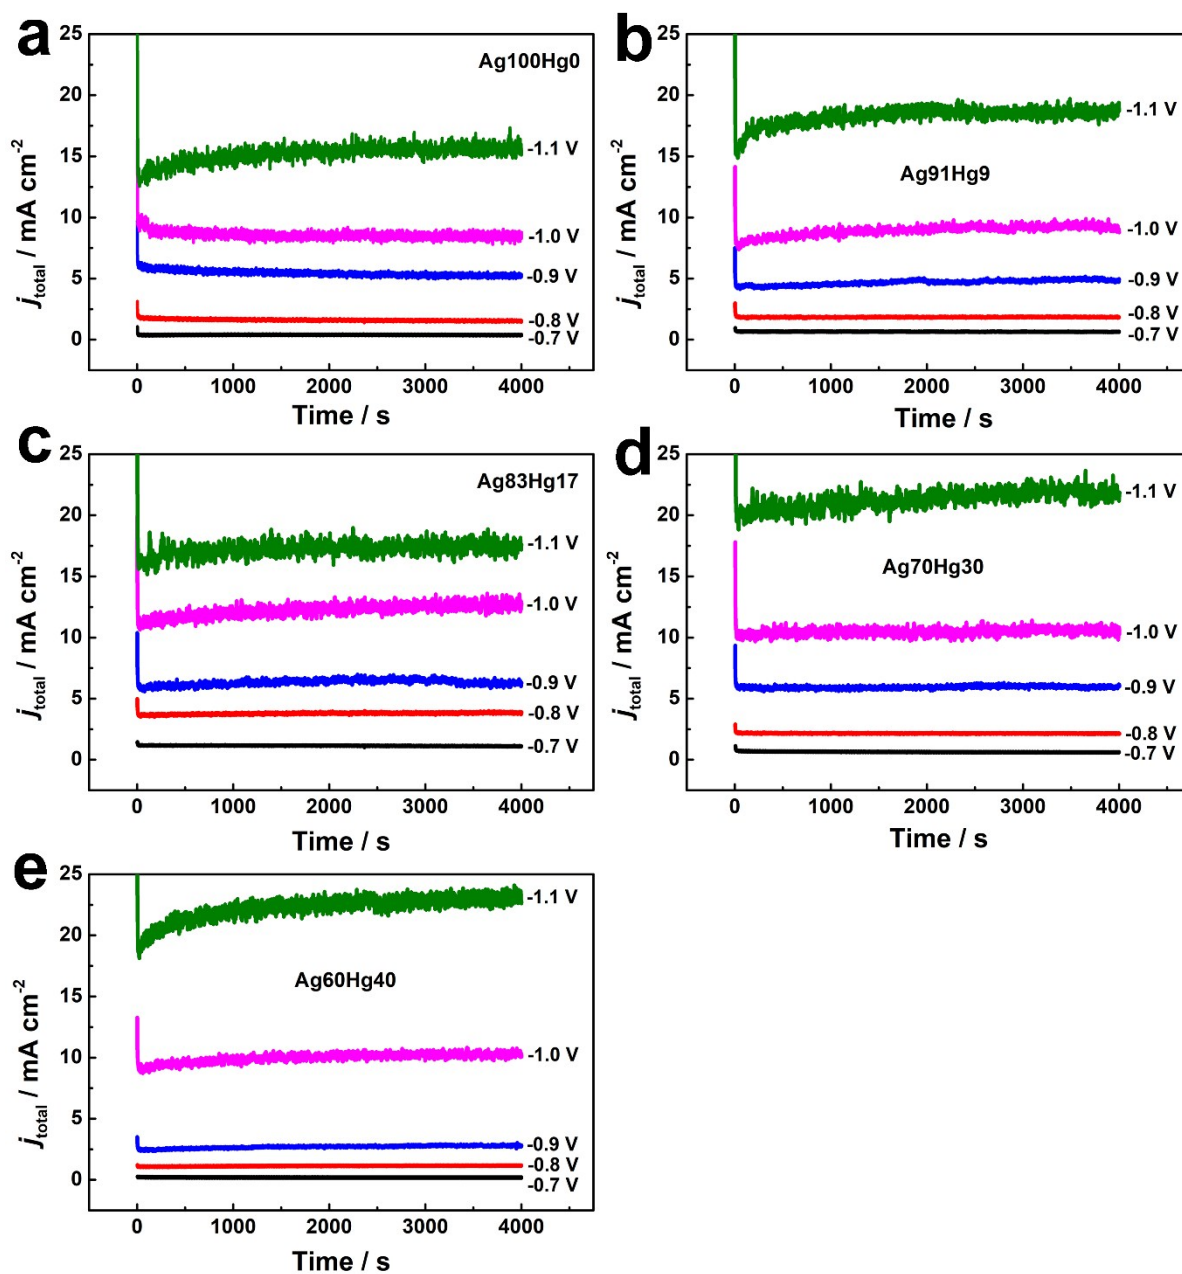 a
25
20
15
10
5
0
j total / mA cm-2
Ag100Hg0
-1.1 V
-1.0 V
-0.9 V
-0.8 V
-0.7 V
0 1000 2000 3000 4000
Time / s
b
25
20
15
10
5
0
j total / mA cm-2
Ag91Hg9
-1.1 V
-1.0 V
-0.9 V
-0.8 V
-0.7 V
0 1000 2000 3000 4000
Time / s
c
25
20
15
10
5
0
j total / mA cm-2
Ag83Hg17
-1.1 V
-1.0 V
-0.9 V
-0.8 V
-0.7 V
0 1000 2000 3000 4000
Time / s
d
25
20
15
10
5
0
j total / mA cm-2
Ag70Hg30
-1.1 V
-1.0 V
-0.9 V
-0.8 V
-0.7 V
0 1000 2000 3000 4000
Time / s
e
25
20
15
10
5
0
j total / mA cm-2
Ag60Hg40
-1.1 V
-1.0 V
-0.9 V
-0.8 V
-0.7 V
0 1000 2000 3000 4000
Time / s